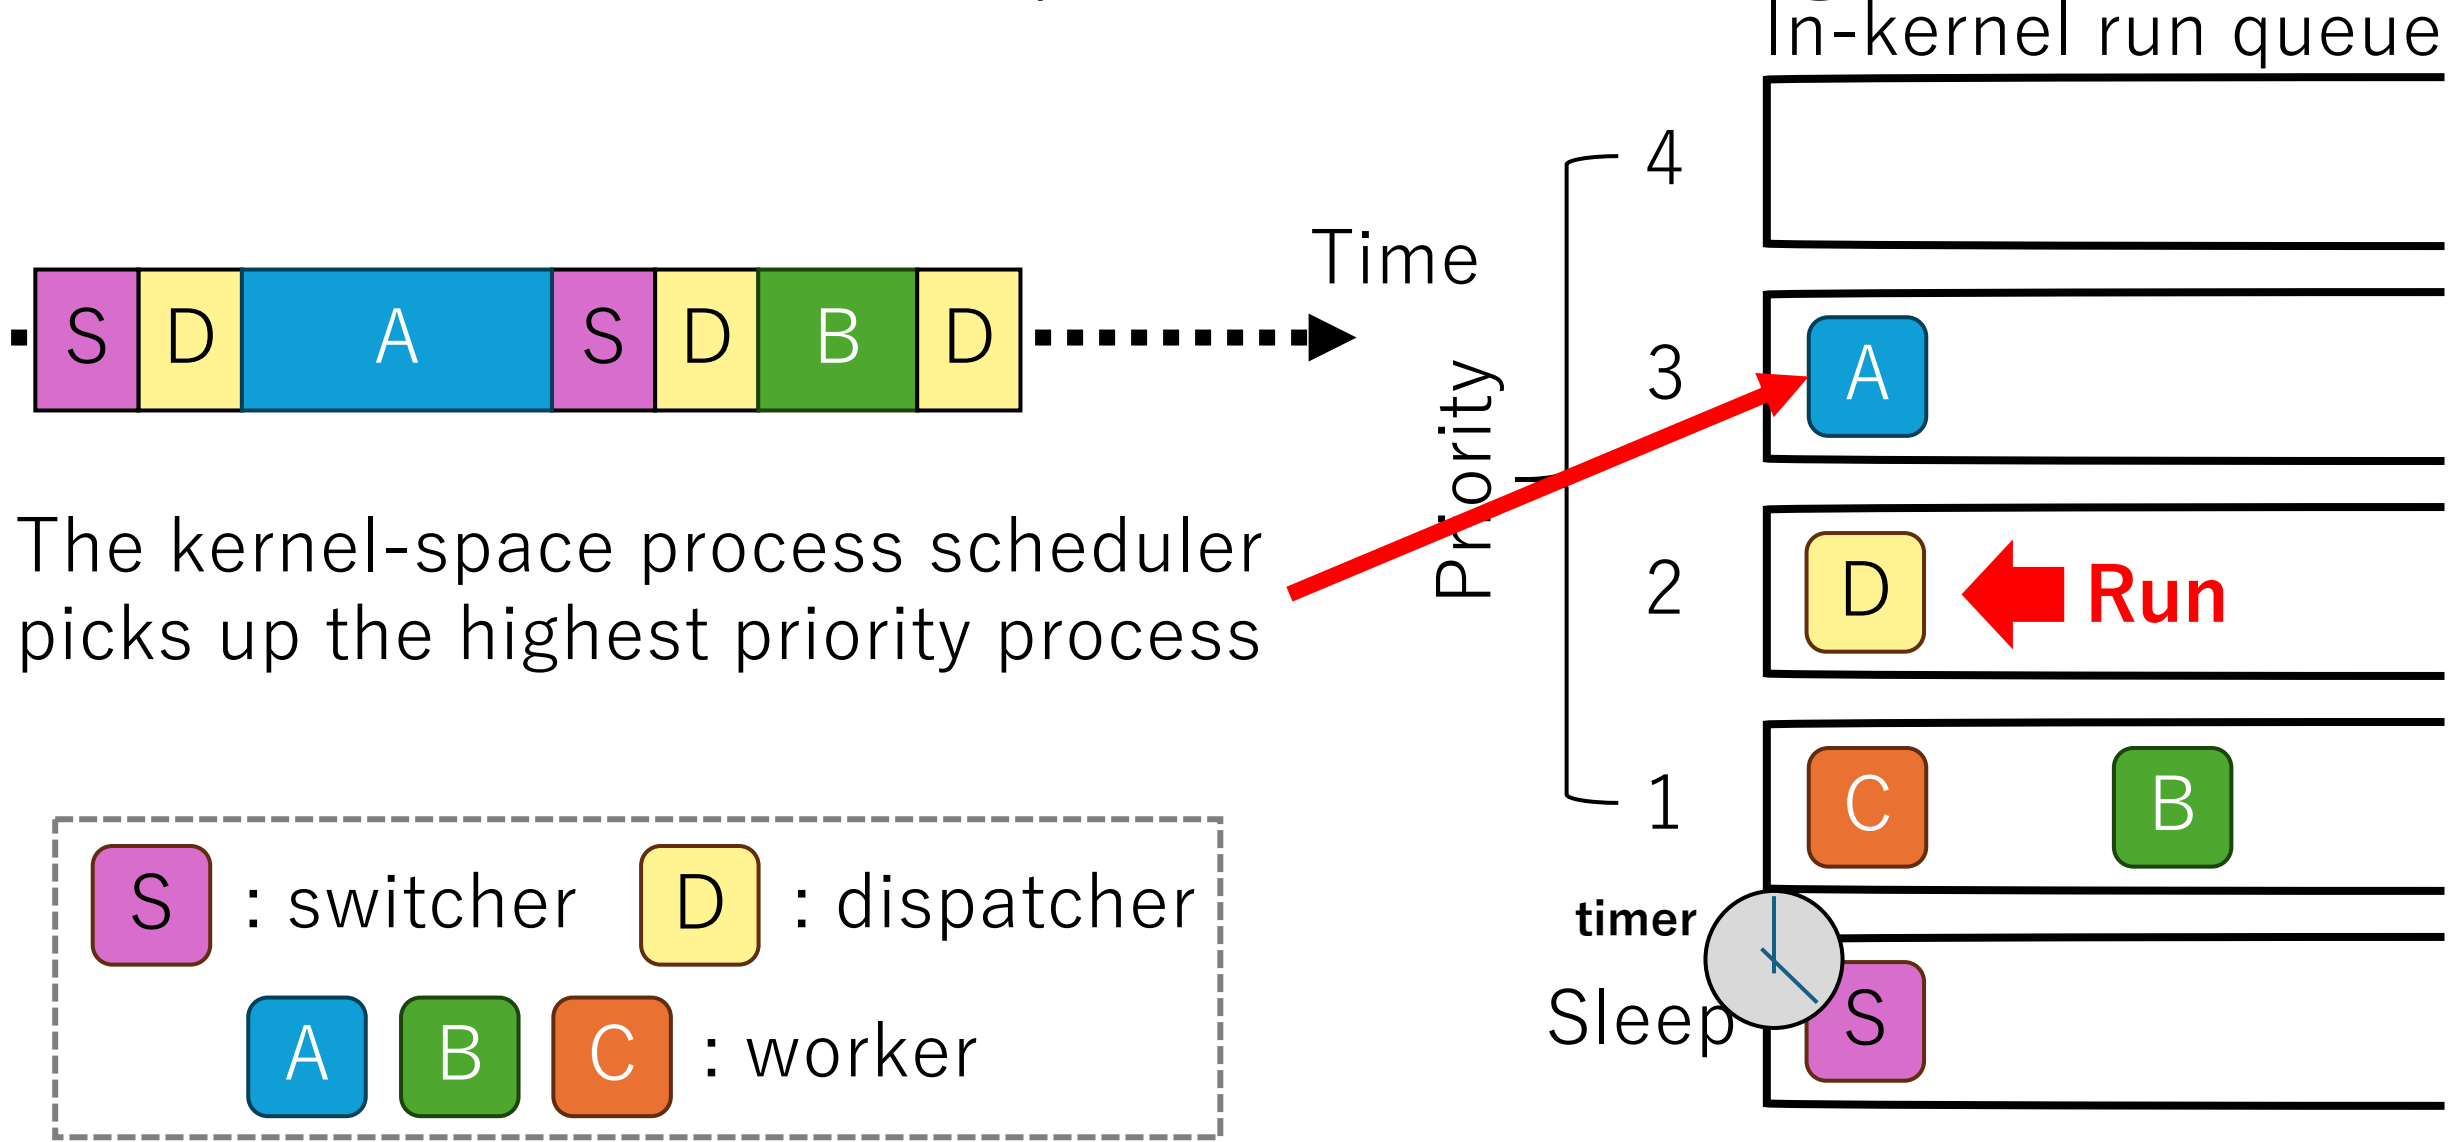 In-kernel run queue
4
Time
S D A S D B D
3
A
Priority
The kernel-space process scheduler
picks up the highest priority process
2
D
Run
1
C
B
timer
Sleep
S
S : switcher
D : dispatcher
A B C : worker